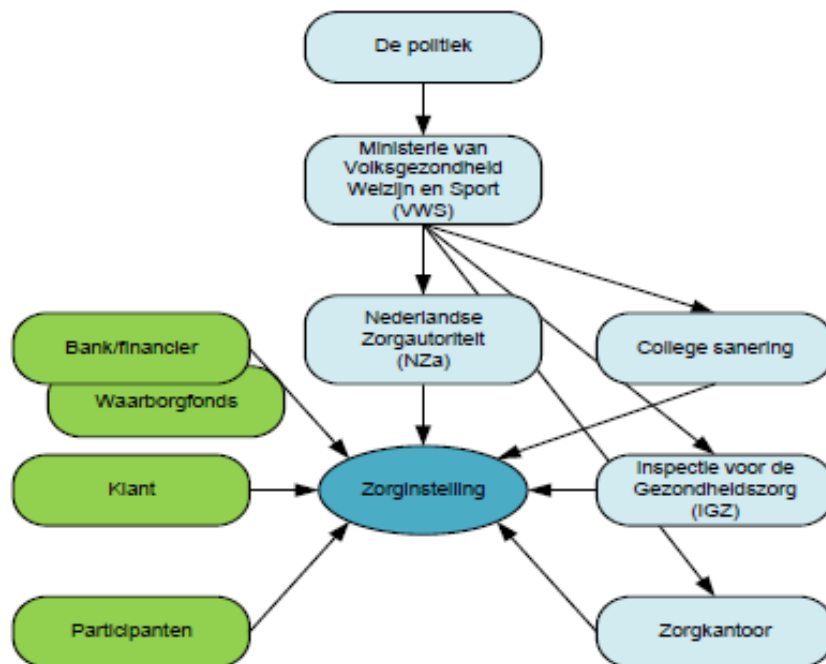 De politiek
Ministerie van
Volksgezondheid
Welzijn en Sport
(VWS)
Nederlandse
Zorgautoriteit
(NZa)
College sanering
Bank/financier
Waarborgfonds
Klant
Zorginstelling
Inspectie voor de
Gezondheidszorg
(IGZ)
Participanten
Zorgkantoor